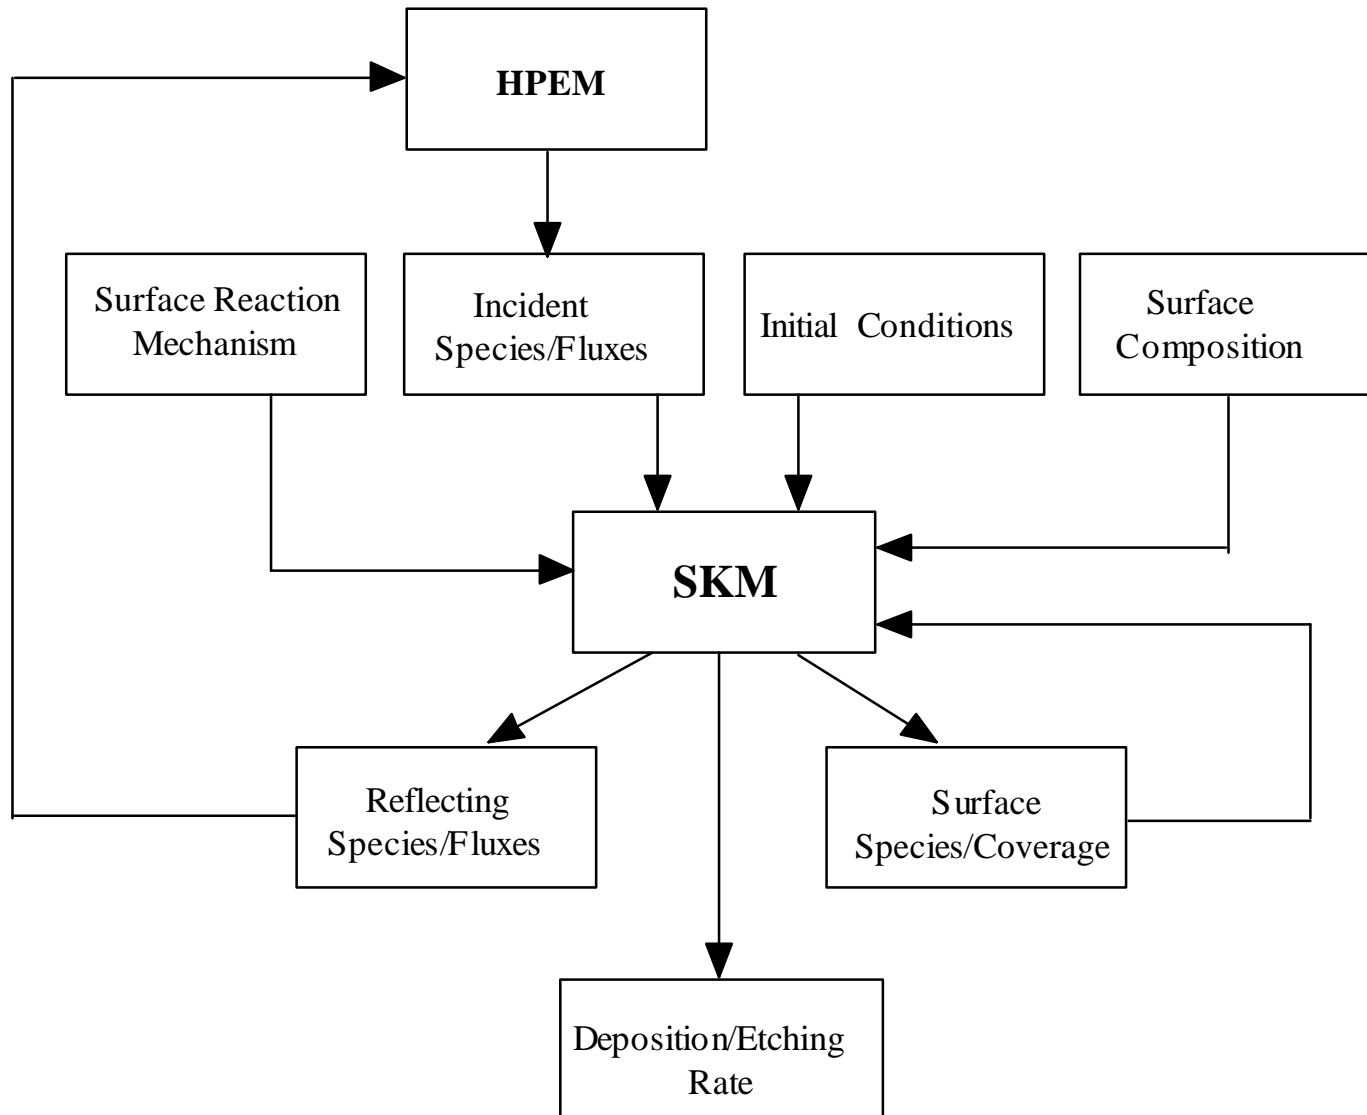 HPEM
Surface Reaction
Mechanism
Incident
Species/Fluxes
Initial Conditions
Surface
Composition
SKM
Reflecting
Species/Fluxes
Surface
Species/Coverage
Deposition/Etching
Rate